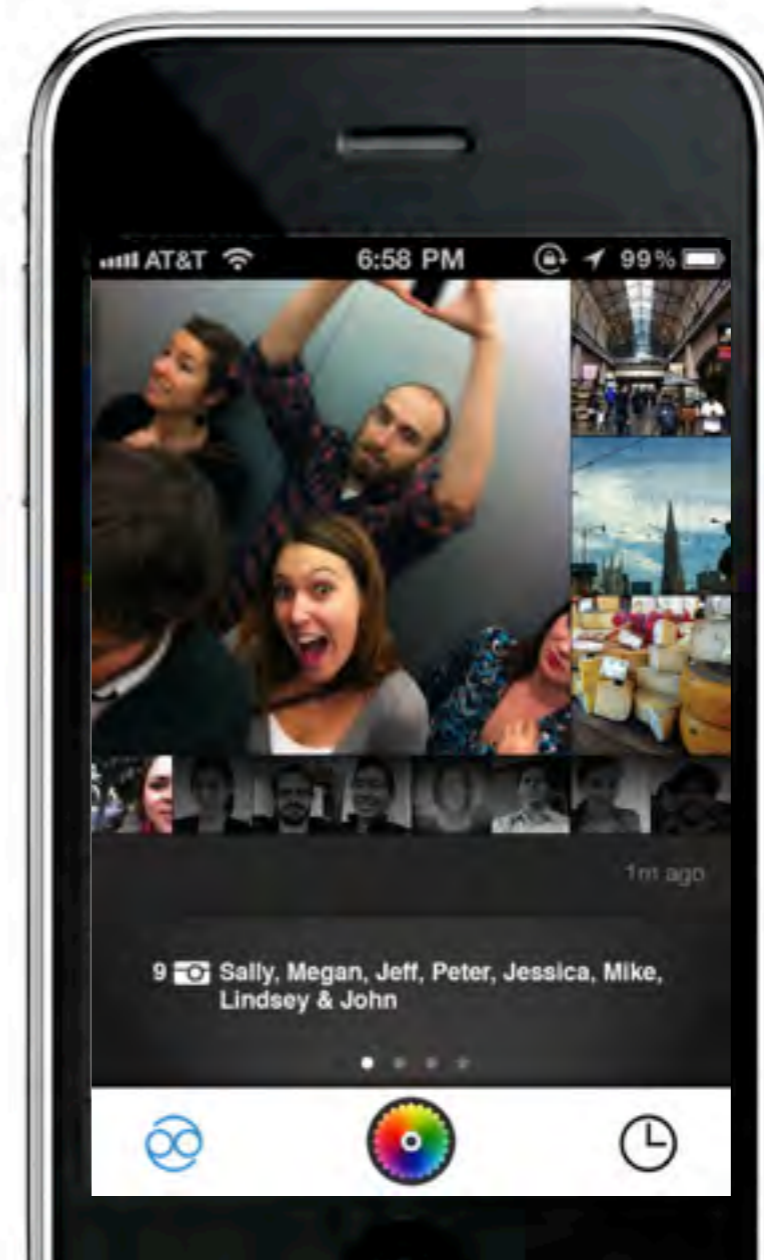 AT&T 6:58 PM 99%
1m ago
9 Sally, Megan, Jeff, Peter, Jessica, Mike,
Lindsey & John